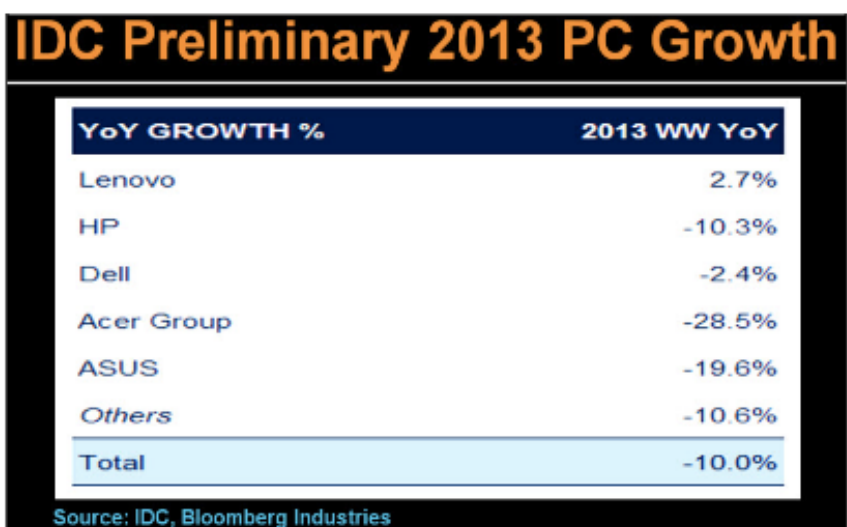 IDC Preliminary 2013 PC Growth
YoY GROWTH % 2013 WW YoY
Lenovo 2.7%
HP -10.3%
Dell -2.4%
Acer Group -28.5%
ASUS -19.6%
Others -10.6%
Total -10.0%
Source: IDC, Bloomberg Industries